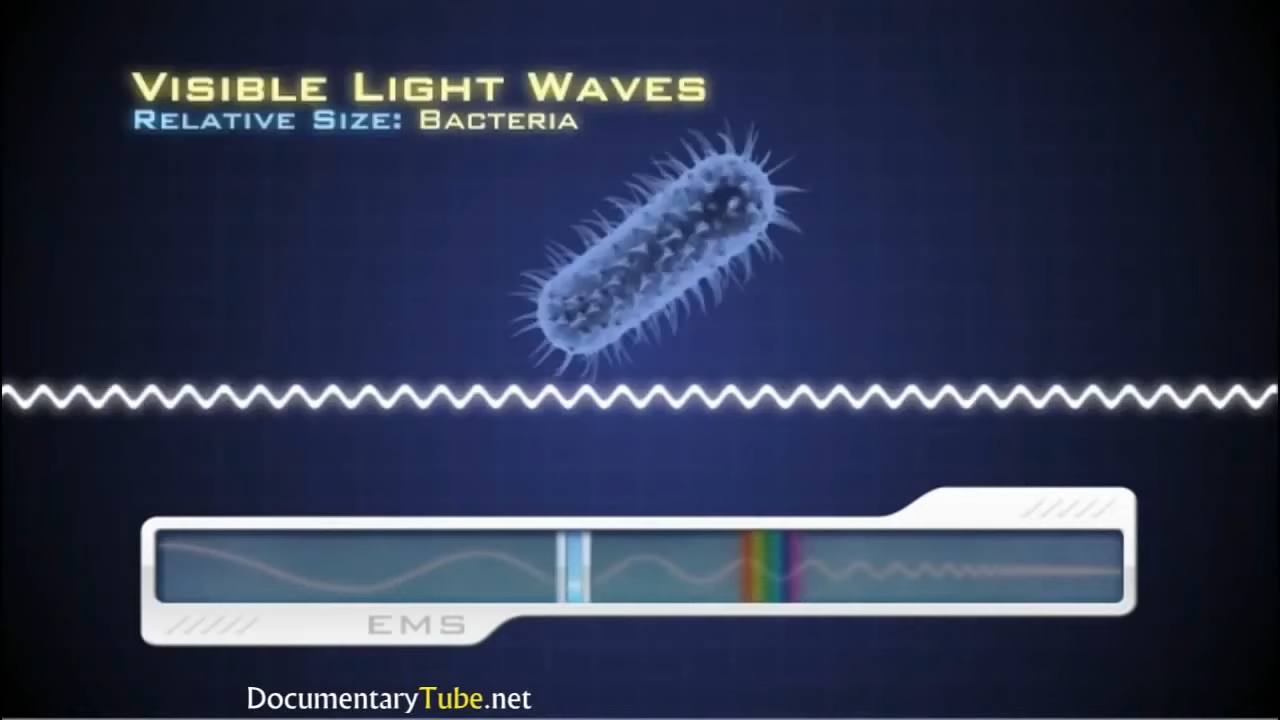 VISIBLE LIGHT WAVES
RELATIVE SIZE: BACTERIA
EMS
DocumentaryTube.net